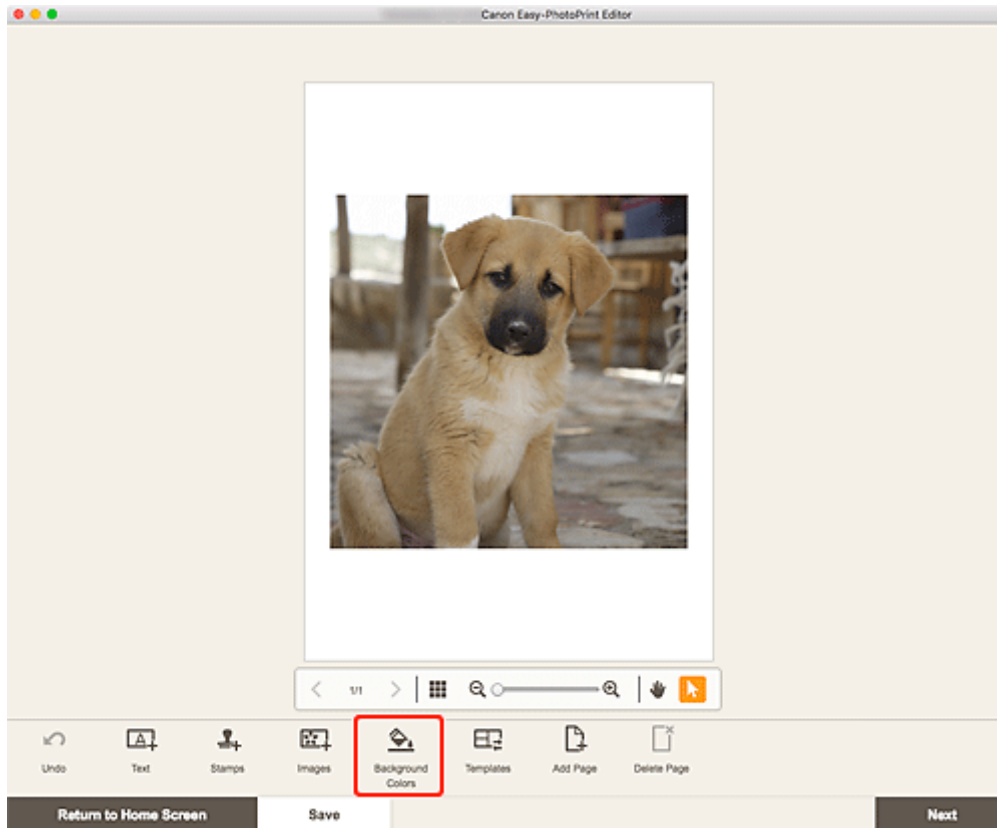 Canon Easy-PhotoPrint Editor
1/1
Undo
Text
Stamps
Images
Background
Colors
Templates
Add Page
Delete Page
Return to Home Screen
Save
Next